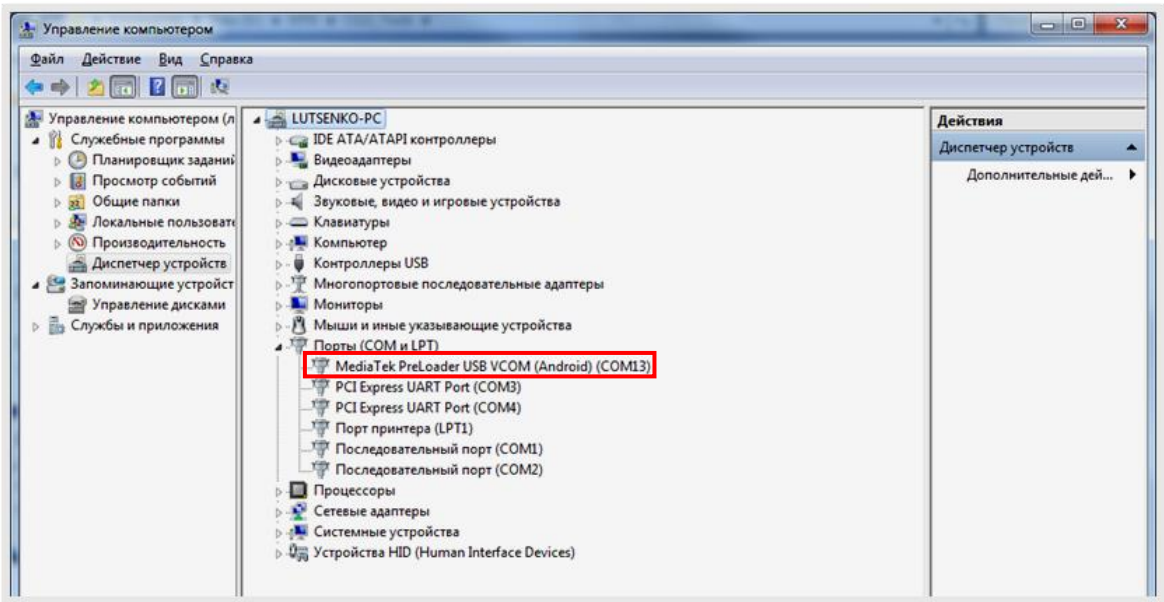 Управление компьютером
Файл Действие Вид Справка
Управление компьютером (л
Служебные программы
Планировщик заданий
Просмотр событий
Общие папки
Локальные пользовате
Производительность
Диспетчер устройств
Запоминающие устройст
Управление дисками
Службы и приложения
LUTSENKO-PC
IDE ATA/ATAPI контроллеры
Видеоадаптеры
Дисковые устройства
Звуковые, видео и игровые устройства
Клавиатуры
Компьютер
Контроллеры USB
Многопортовые последовательные адаптеры
Мониторы
Мыши и иные указывающие устройства
Порты (COM и LPT)
MediaTek PreLoader USB VCOM (Android) (COM13)
PCI Express UART Port (COM3)
PCI Express UART Port (COM4)
Порт принтера (LPT1)
Последовательный порт (COM1)
Последовательный порт (COM2)
Процессоры
Сетевые адаптеры
Системные устройства
Устройства HID (Human Interface Devices)
Действия
Диспетчер устройств
Дополнительные дей...